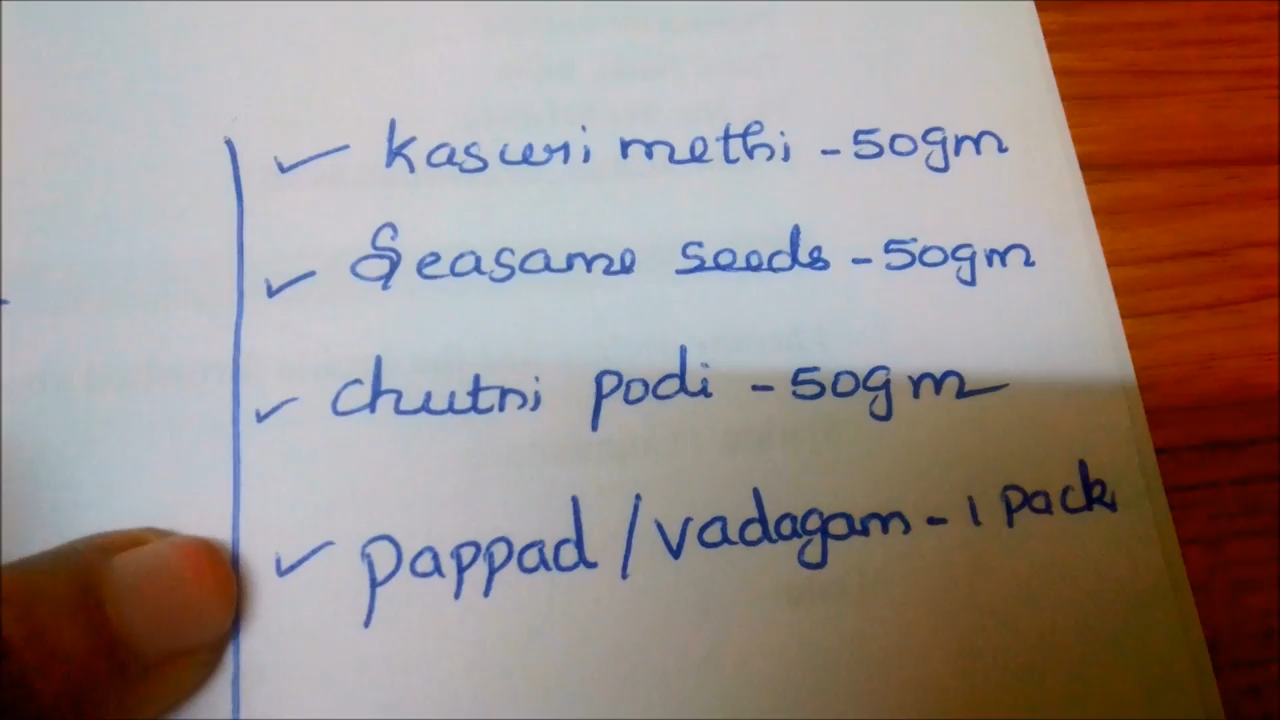 ✓ Kasuri methi - 50gm
✓ Seasame seeds - 50gm
✓ chutni podi - 50gm
✓ pappad / vadagam - 1 pack